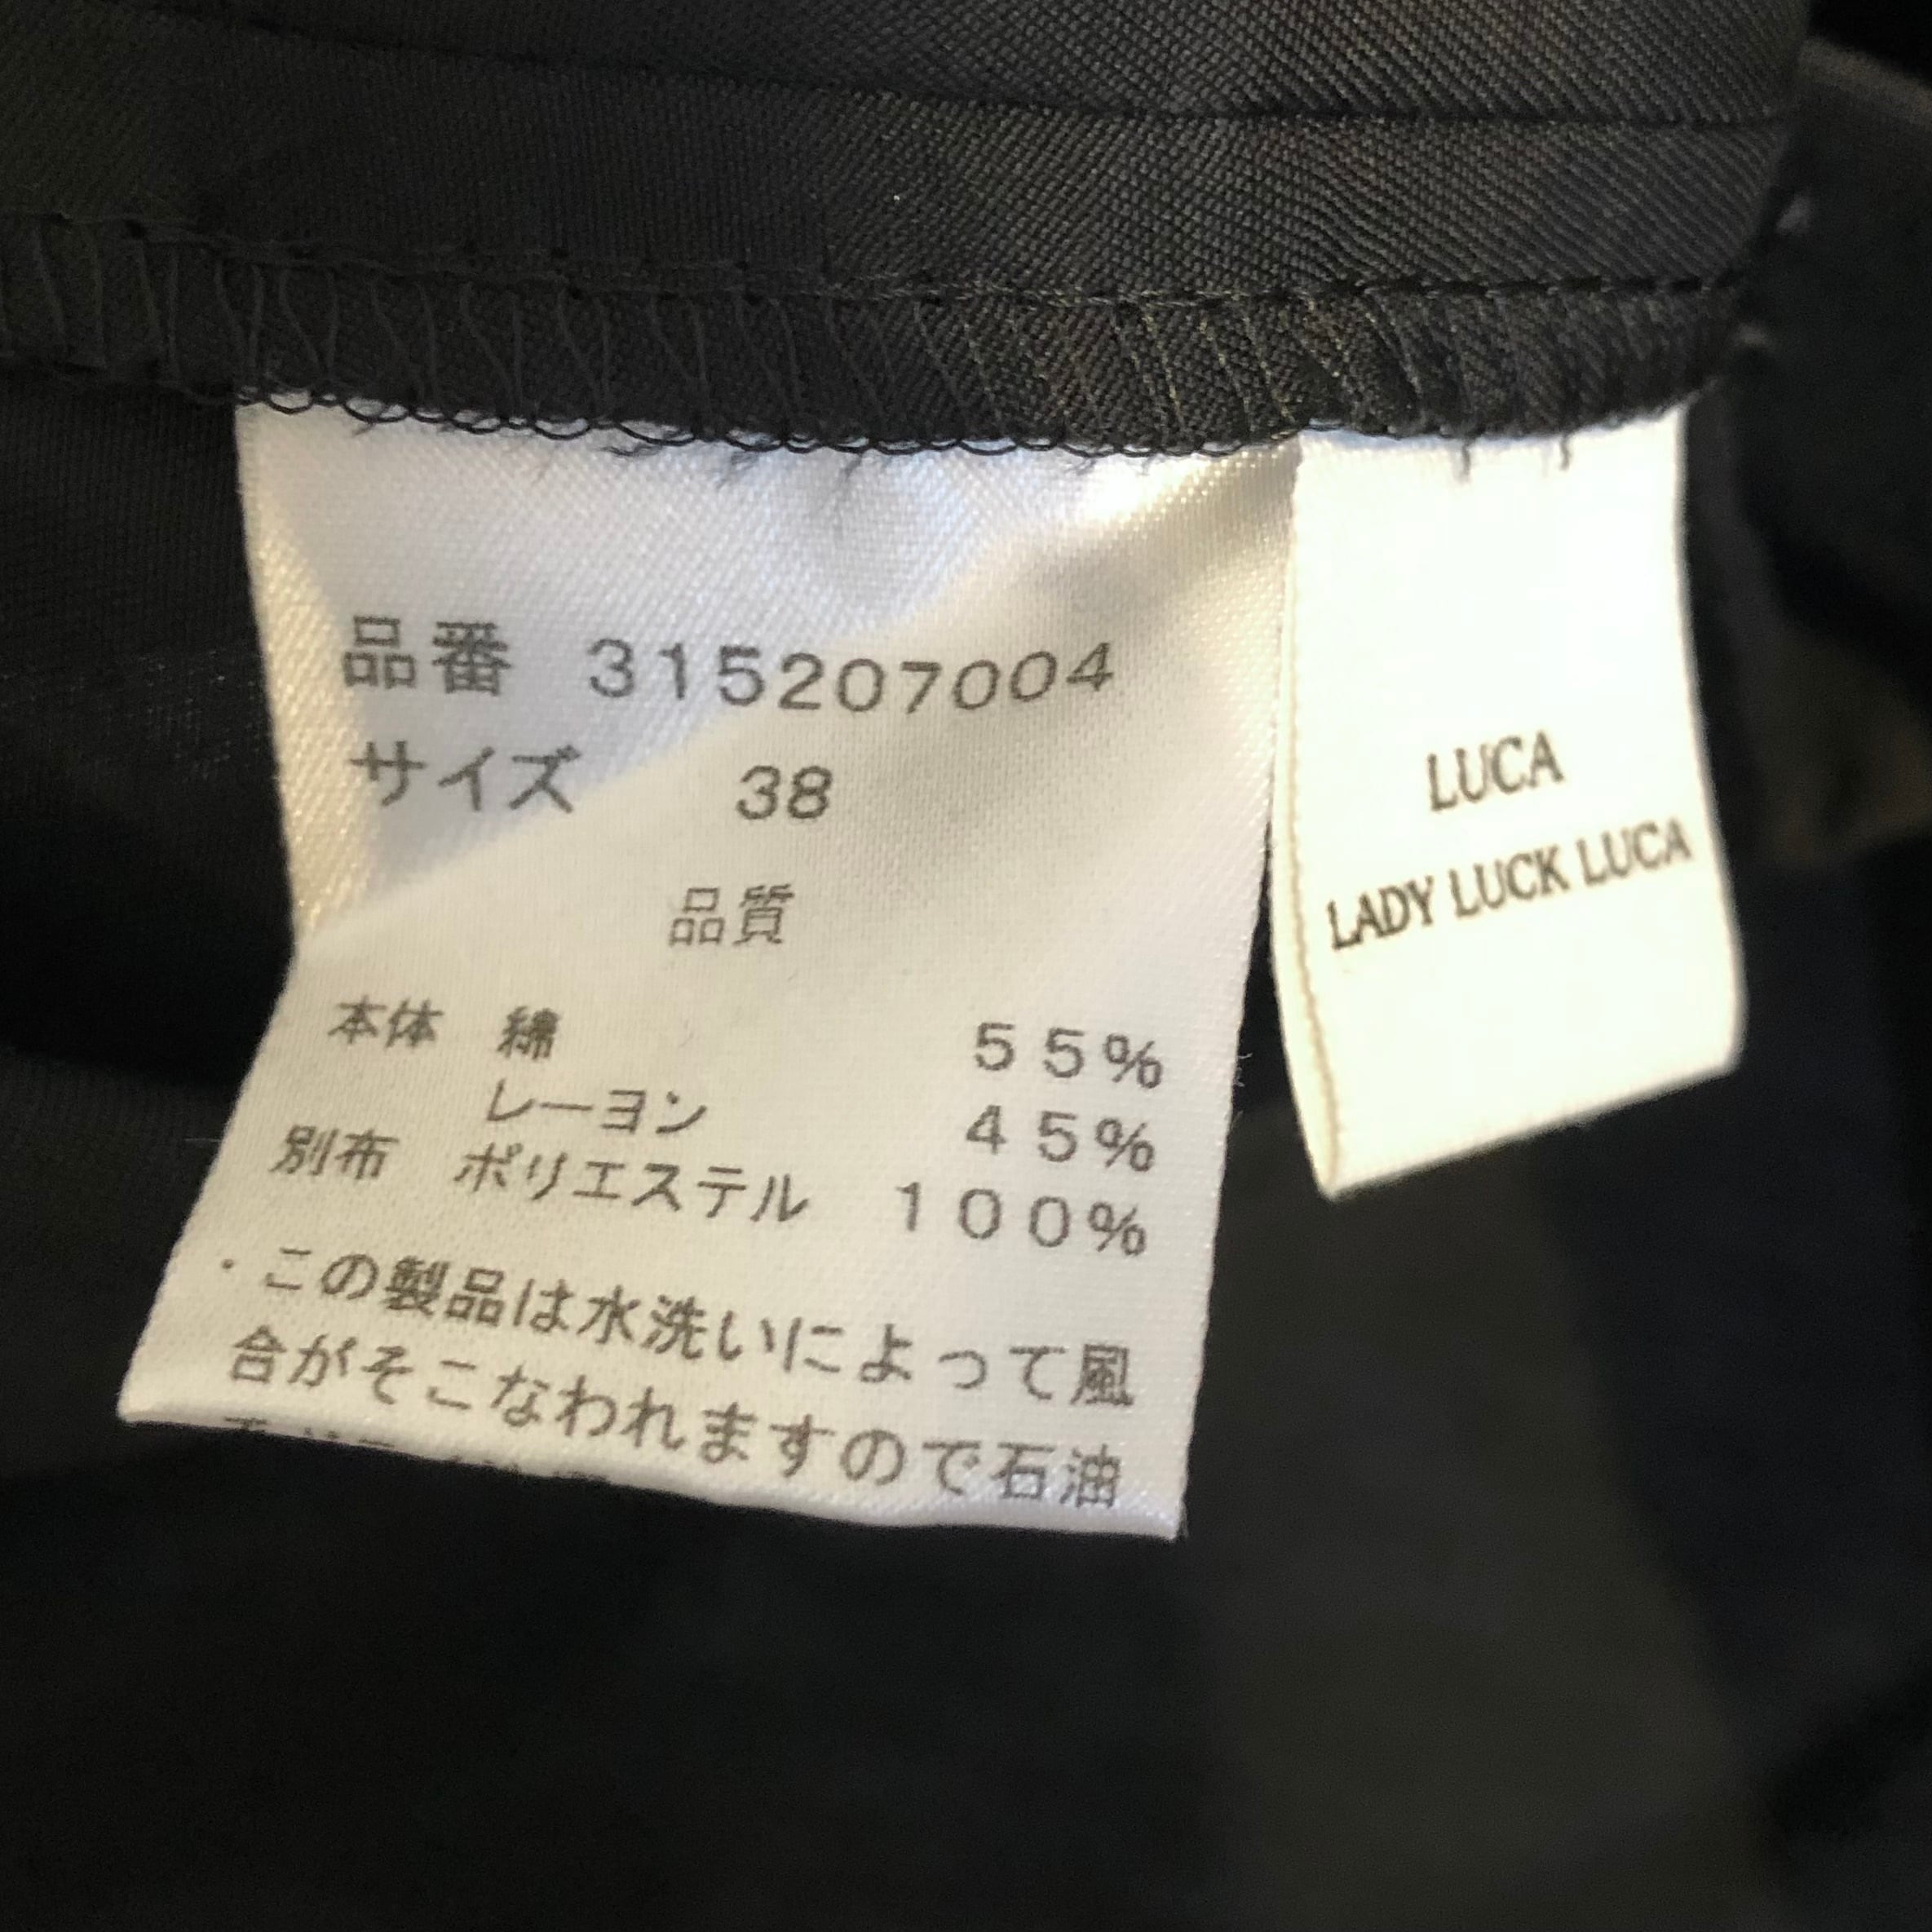 品番 315207004
サイズ 38
品質
本体 綿 55%
レーヨン 45%
別布 ポリエステル 100%
・この製品は水洗いによって風
合がそこなわれますので石油
LUCA
LADY LUCK LUCA